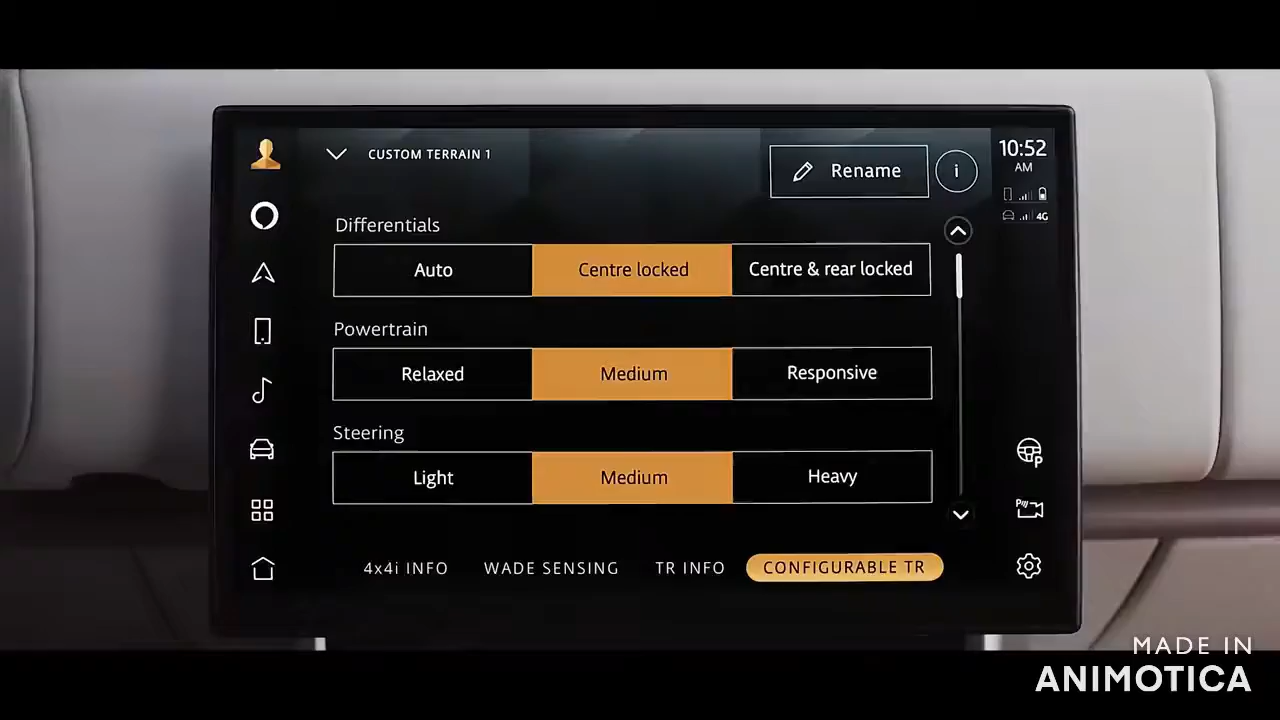 CUSTOM TERRAIN 1
Rename
i
10:52
AM
4G
Differentials
Auto
Centre locked
Centre & rear locked
Powertrain
Relaxed
Medium
Responsive
Steering
Light
Medium
Heavy
P
4x4i INFO
WADE SENSING
TR INFO
CONFIGURABLE TR
MADE IN
ANIMOTICA